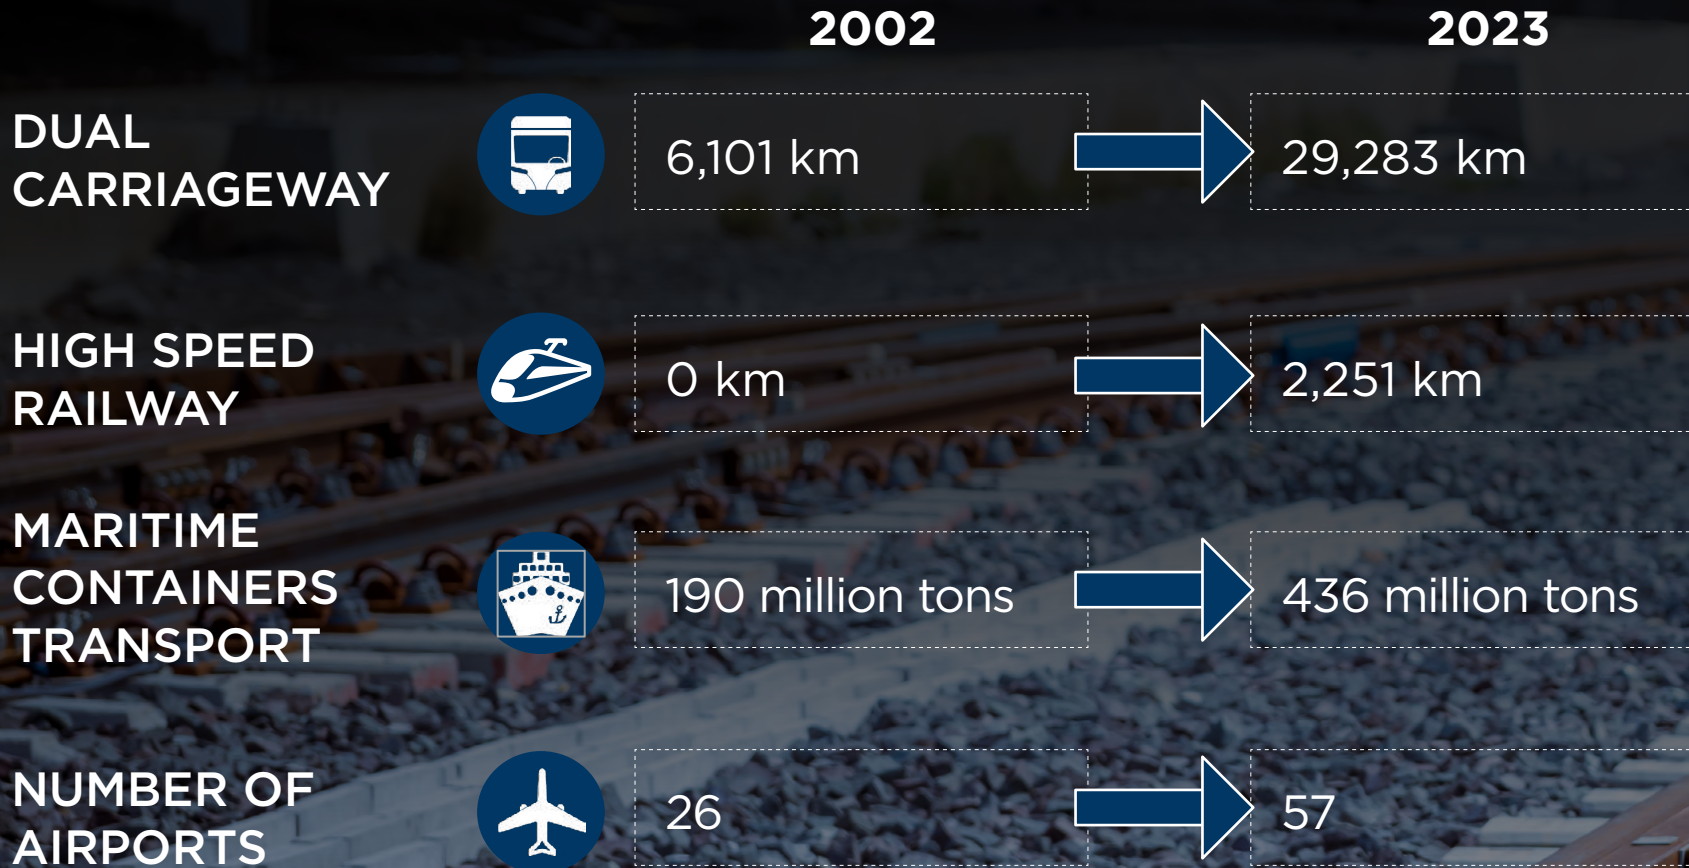 2002 2023
DUAL
CARRIAGEWAY
6,101 km 29,283 km
HIGH SPEED
RAILWAY
0 km 2,251 km
MARITIME
CONTAINERS
TRANSPORT
190 million tons 436 million tons
NUMBER OF
AIRPORTS
26 57